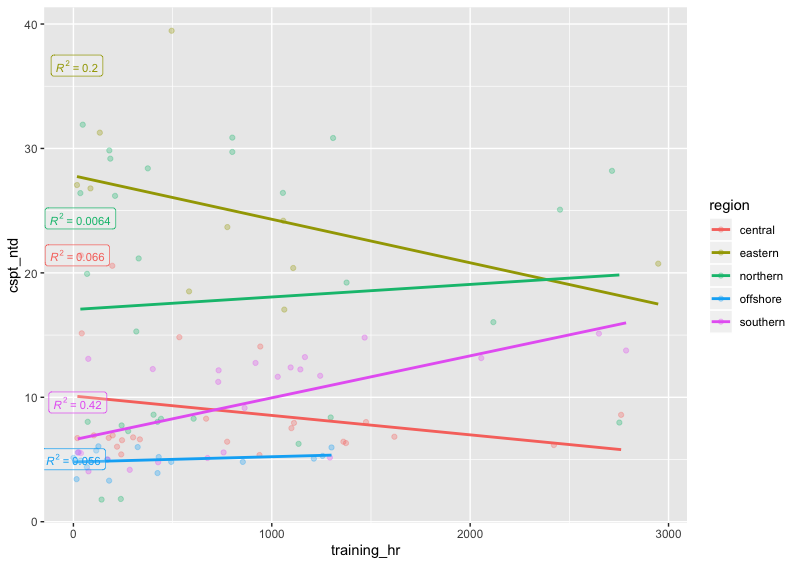 40
30
20
10
0
cspt_ntd
R² = 0.2
R² = 0.0064
R² = 0.066
R² = 0.42
R² = 0.056
0 1000 2000 3000
training_hr
region
central
eastern
northern
offshore
southern